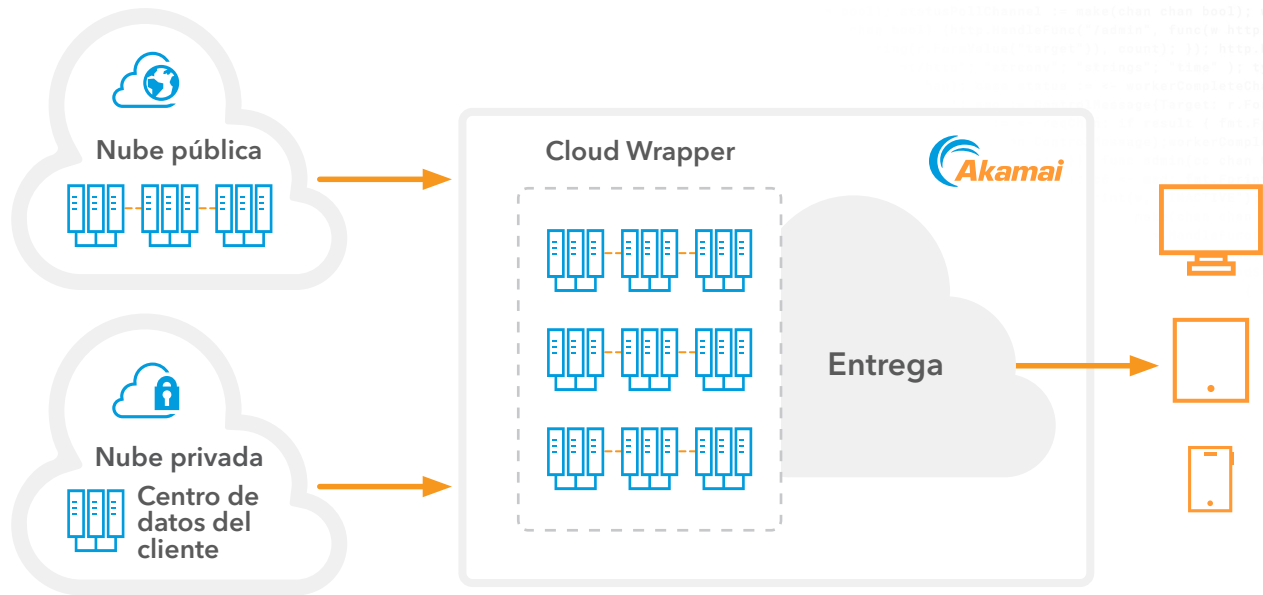 Nube pública
Cloud Wrapper
Akamai
Entrega
Nube privada
Centro de
datos del
cliente